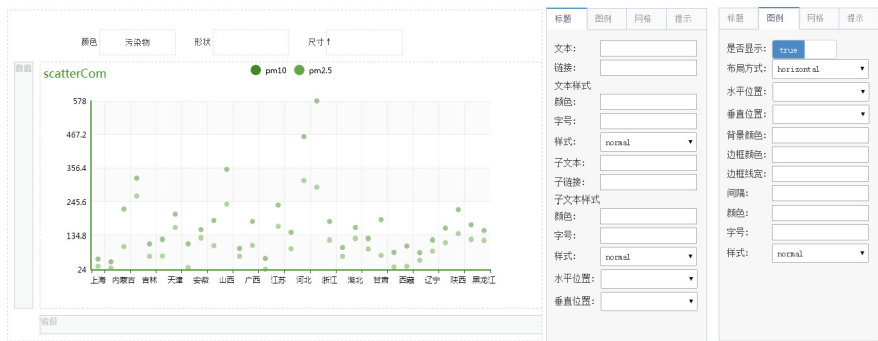 颜色 污染物 形状 尺寸↑
数值
scatterCom
pm10 pm2.5
578
467.2
356.4
245.6
134.8
24
上海 内蒙古 吉林 天津 安徽 山西 广西 江苏 河北 浙江 湖北 甘肃 西藏 辽宁 陕西 黑龙江
省份
标题 图例 网格 提示
文本:
链接:
文本样式
颜色:
字号:
样式: normal
子文本:
子链接:
子文本样式
颜色:
字号:
样式: normal
水平位置:
垂直位置:
标题 图例 网格 提示
是否显示: true
布局方式: horizontal
水平位置:
垂直位置:
背景颜色:
边框颜色:
边框线宽:
间隔:
颜色:
字号:
样式: normal